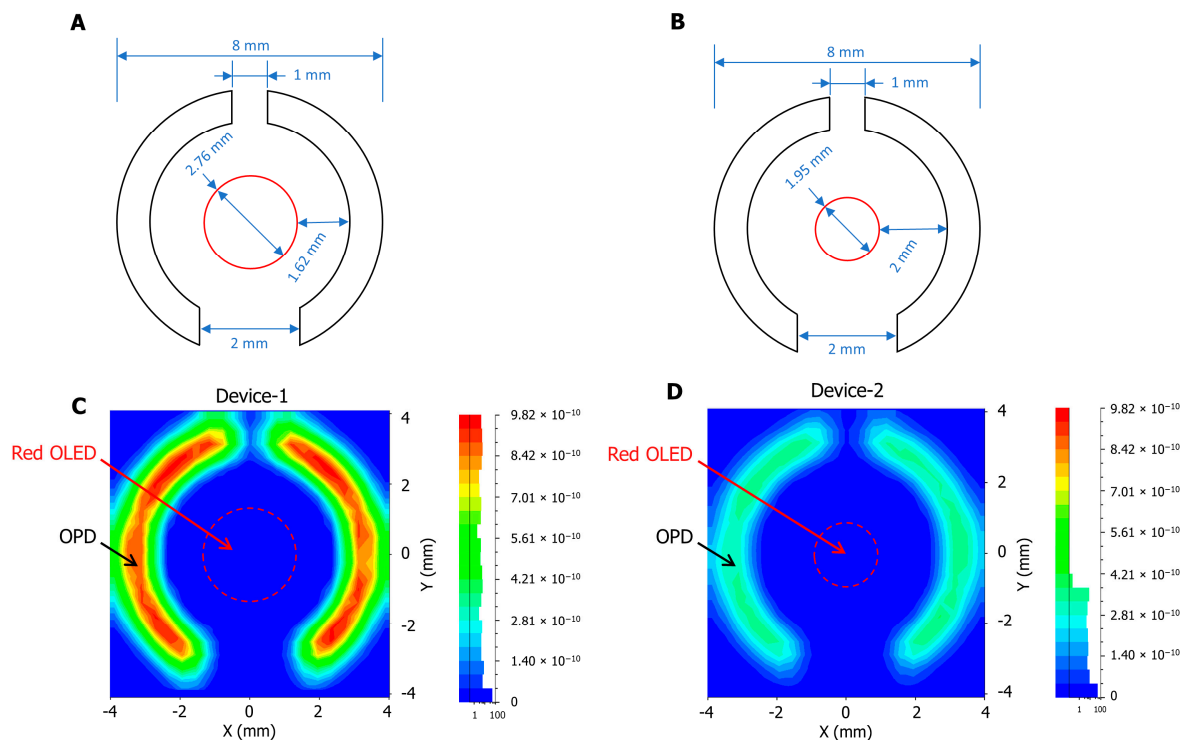 A
8 mm
1 mm
2.76 mm
1.62 mm
2 mm
B
8 mm
1 mm
1.95 mm
2 mm
2 mm
C
Device-1
Red OLED
OPD
4
2
0
-2
-4
Y (mm)
-4
-2
0
2
4
X (mm)
9.82 × 10⁻¹⁰
8.42 × 10⁻¹⁰
7.01 × 10⁻¹⁰
5.61 × 10⁻¹⁰
4.21 × 10⁻¹⁰
2.81 × 10⁻¹⁰
1.40 × 10⁻¹⁰
0
1 100
D
Device-2
Red OLED
OPD
4
2
0
-2
-4
Y (mm)
-4
-2
0
2
4
X (mm)
9.82 × 10⁻¹⁰
8.42 × 10⁻¹⁰
7.01 × 10⁻¹⁰
5.61 × 10⁻¹⁰
4.21 × 10⁻¹⁰
2.81 × 10⁻¹⁰
1.40 × 10⁻¹⁰
0
1 100